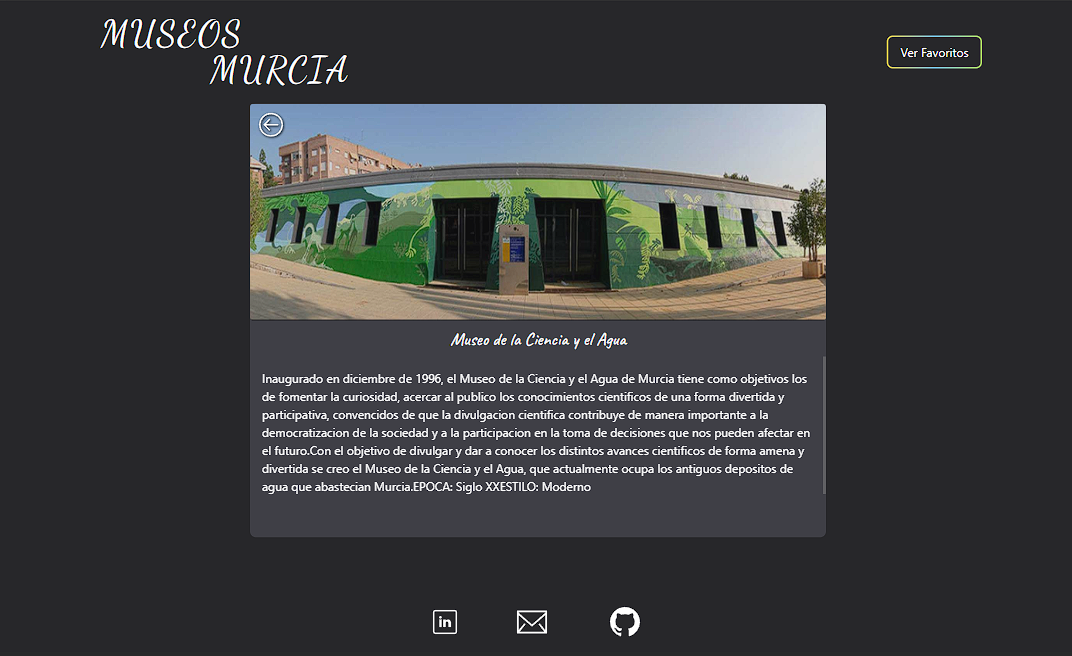 MUSEOS
MURCIA
Ver Favoritos
Museo de la Ciencia y el Agua
Inaugurado en diciembre de 1996, el Museo de la Ciencia y el Agua de Murcia tiene como objetivos los
de fomentar la curiosidad, acercar al publico los conocimientos cientificos de una forma divertida y
participativa, convencidos de que la divulgacion cientifica contribuye de manera importante a la
democratizacion de la sociedad y a la participacion en la toma de decisiones que nos pueden afectar en
el futuro.Con el objetivo de divulgar y dar a conocer los distintos avances cientificos de forma amena y
divertida se creo el Museo de la Ciencia y el Agua, que actualmente ocupa los antiguos depositos de
agua que abastecian Murcia.EPOCA: Siglo XXESTILO: Moderno
in